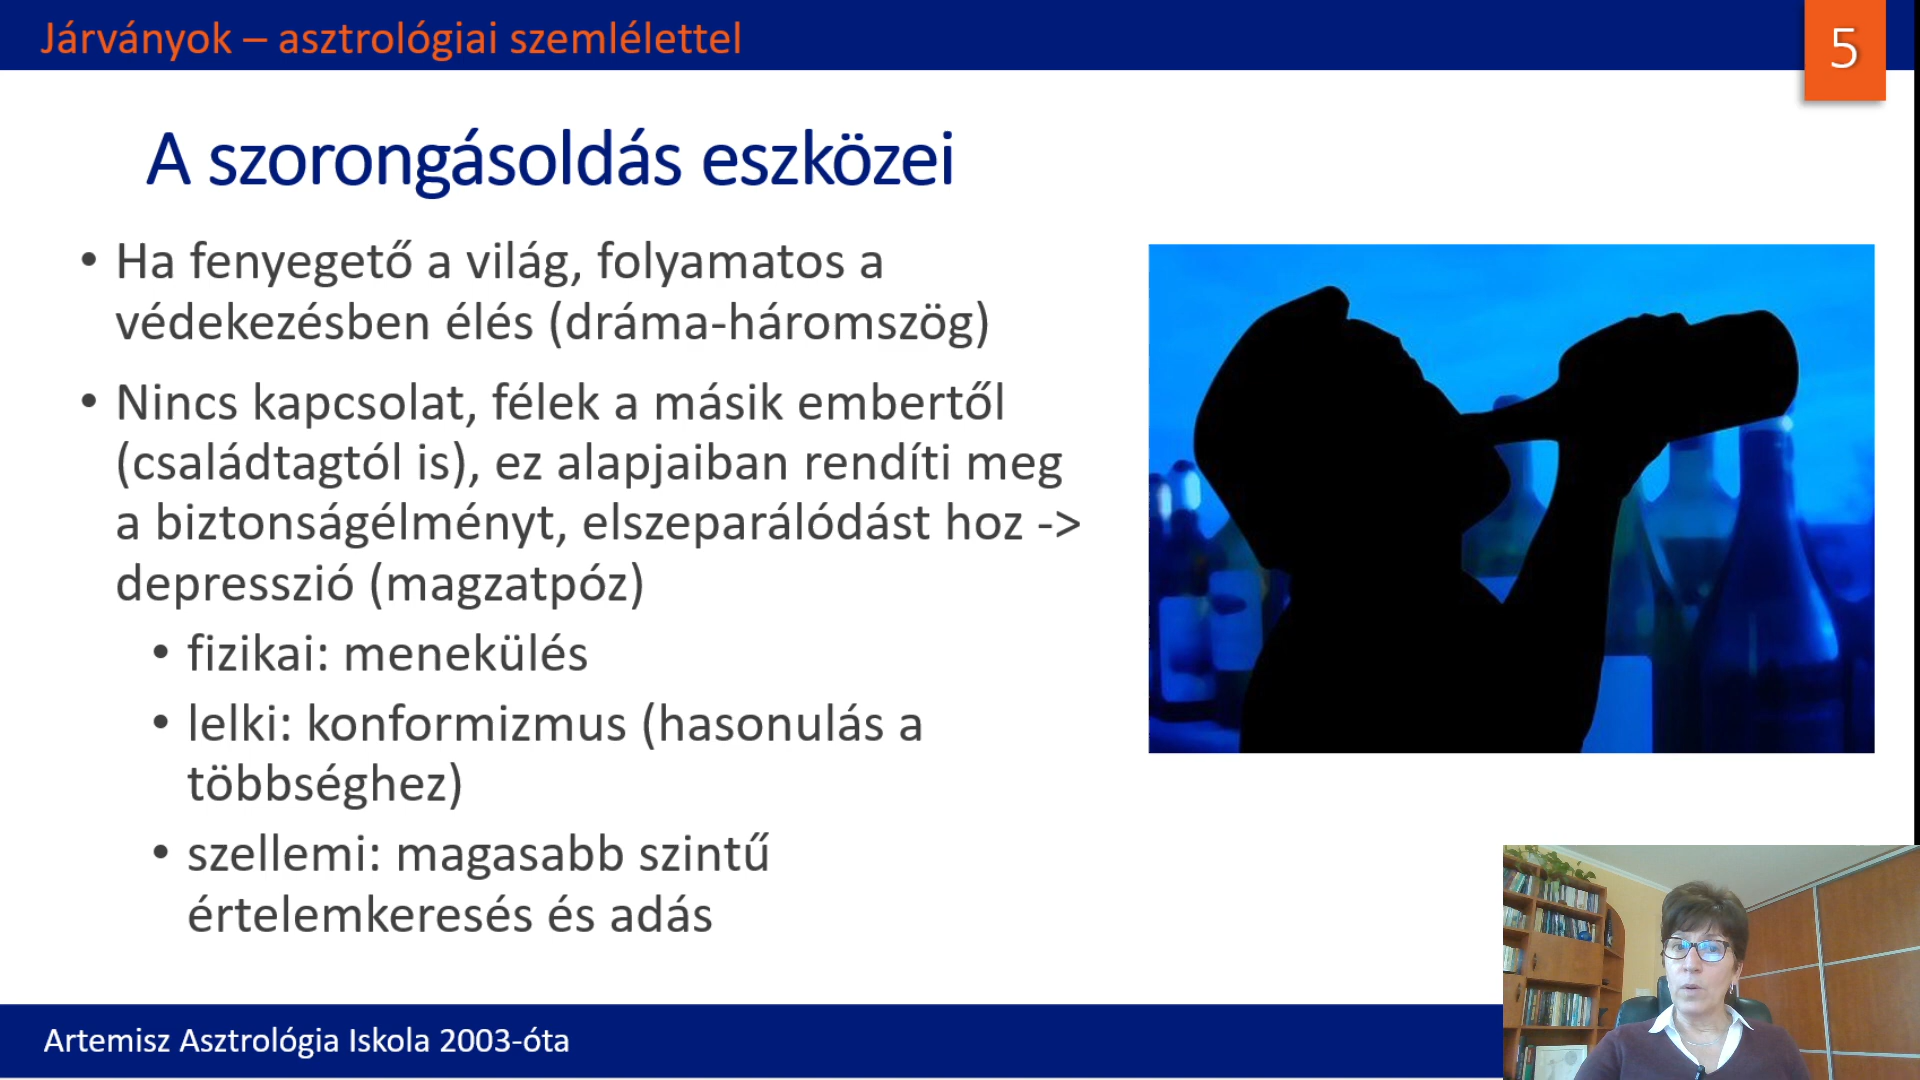 Járványok – asztrológiai szemlélettel
5
A szorongásoldás eszközei
• Ha fenyegető a világ, folyamatos a
védekezésben élés (dráma-háromszög)
• Nincs kapcsolat, félek a másik embertől
(családtagtól is), ez alapjaiban rendíti meg
a biztonságélményt, elszeparálódást hoz ->
depresszió (magzatpóz)
• fizikai: menekülés
• lelki: konformizmus (hasonulás a
többséghez)
• szellemi: magasabb szintű
értelemkeresés és adás
Artemisz Asztrológia Iskola 2003-óta